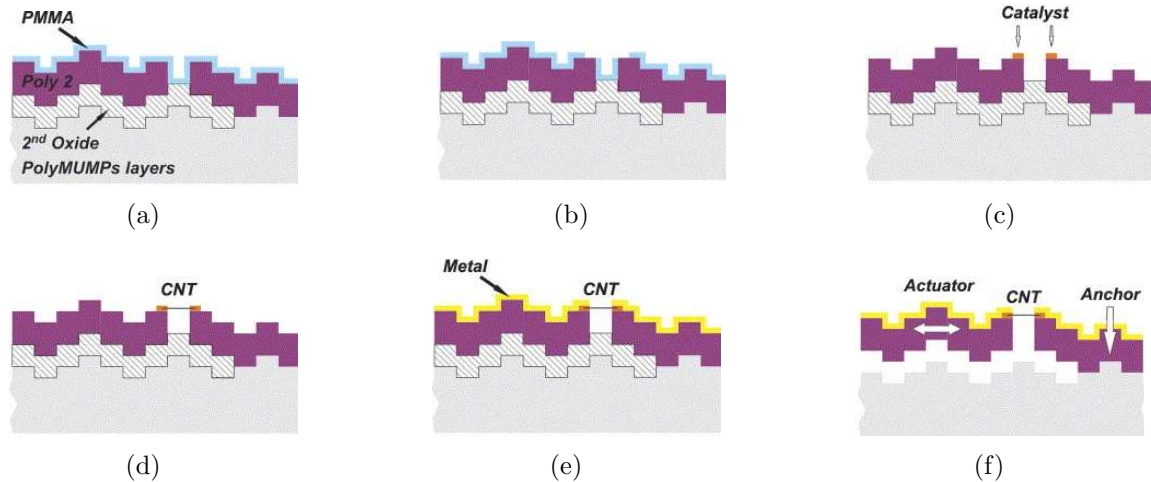 PMMA
Poly 2
2nd Oxide
PolyMUMPs layers
(a)
(b)
Catalyst
(c)
CNT
(d)
Metal
CNT
(e)
Actuator
CNT
Anchor
(f)